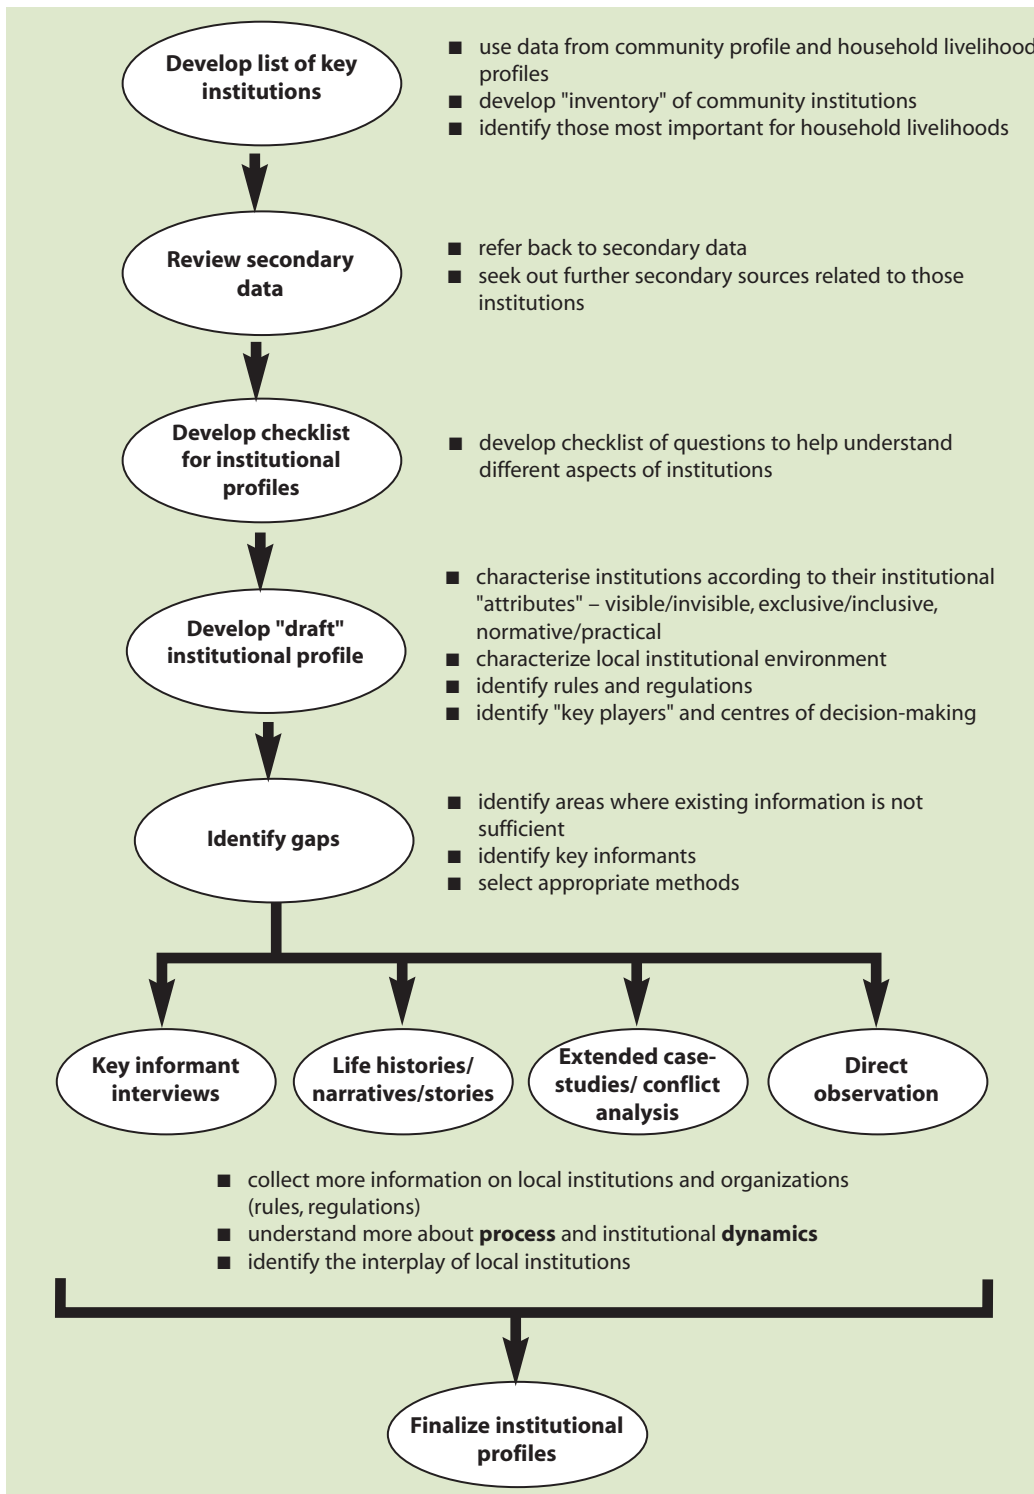 Develop list of key
institutions
■ use data from community profile and household livelihood
profiles
■ develop "inventory" of community institutions
■ identify those most important for household livelihoods
Review secondary
data
■ refer back to secondary data
■ seek out further secondary sources related to those
institutions
Develop checklist
for institutional
profiles
■ develop checklist of questions to help understand
different aspects of institutions
Develop "draft"
institutional profile
■ characterise institutions according to their institutional
"attributes" – visible/invisible, exclusive/inclusive,
normative/practical
■ characterize local institutional environment
■ identify rules and regulations
■ identify "key players" and centres of decision-making
Identify gaps
■ identify areas where existing information is not
sufficient
■ identify key informants
■ select appropriate methods
Key informant
interviews
Life histories/
narratives/stories
Extended case-
studies/ conflict
analysis
Direct
observation
■ collect more information on local institutions and organizations
(rules, regulations)
■ understand more about process and institutional dynamics
■ identify the interplay of local institutions
Finalize institutional
profiles